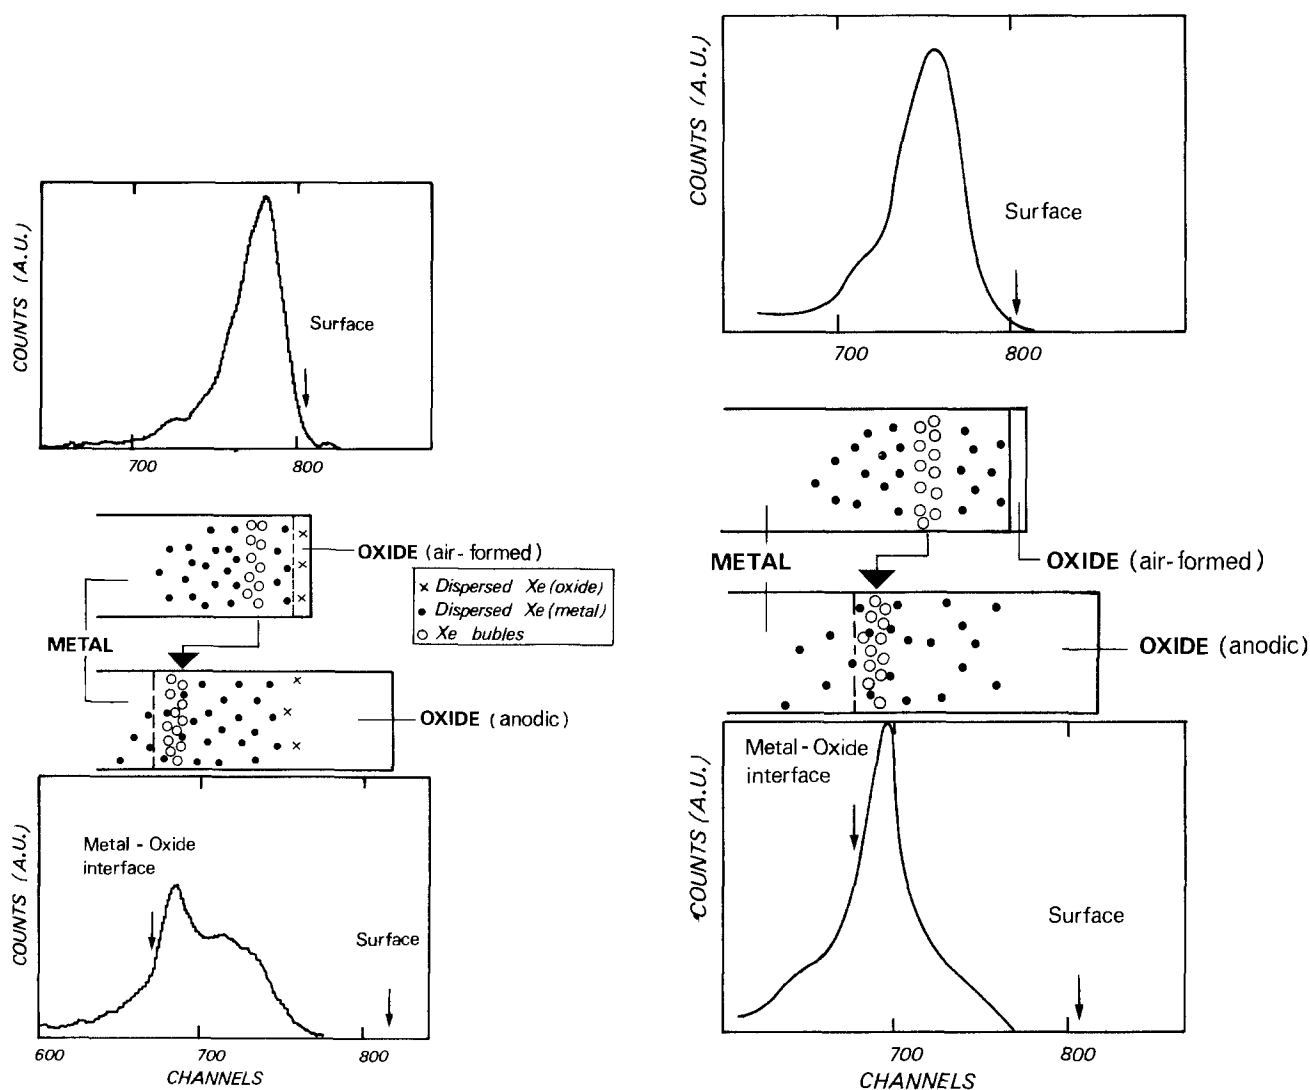 COUNTS (A.U.)
Surface
700
800
OXIDE (air-formed)
× Dispersed Xe (oxide)
• Dispersed Xe (metal)
○ Xe bubles
METAL
OXIDE (anodic)
COUNTS (A.U.)
Metal - Oxide
interface
Surface
600
700
800
CHANNELS
COUNTS (A.U.)
Surface
700
800
METAL
OXIDE (air-formed)
OXIDE (anodic)
COUNTS (A.U.)
Metal - Oxide
interface
Surface
700
800
CHANNELS